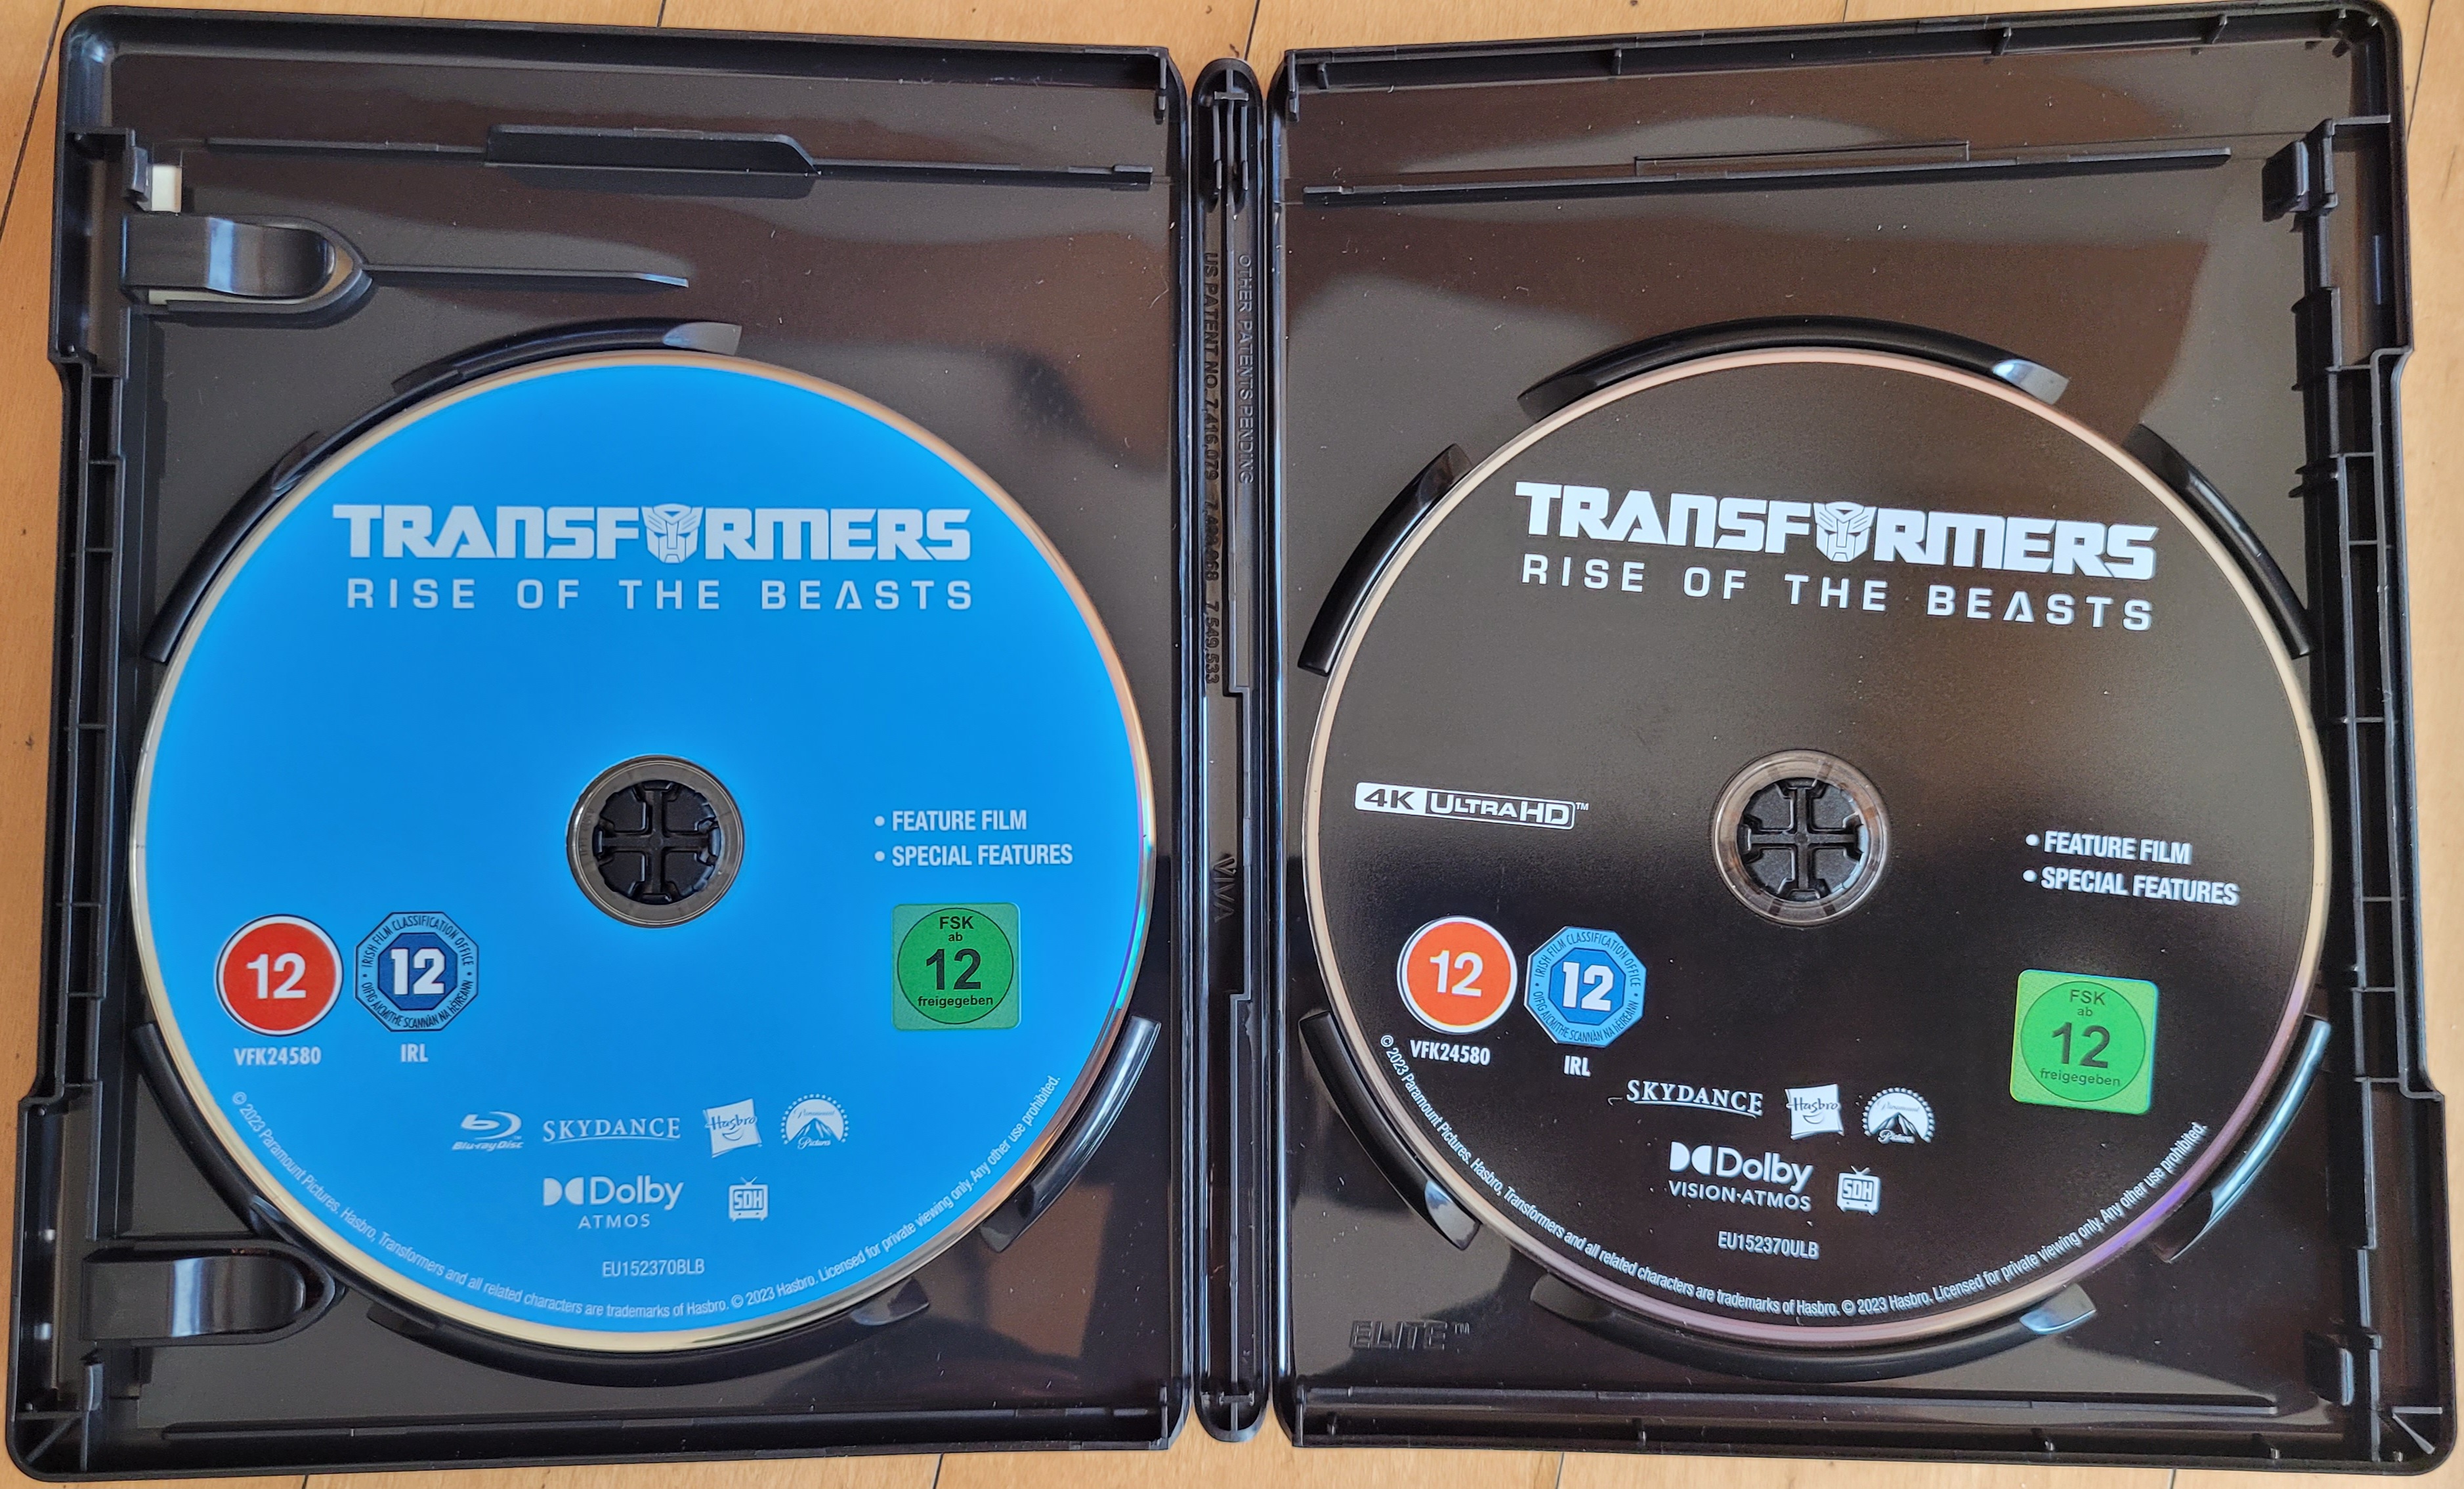 TRANSFORMERS
RISE OF THE BEASTS
• FEATURE FILM
• SPECIAL FEATURES
12
VFK24580
IRISH FILM CLASSIFICATION OFFICE
12
OIFIG AICMITHE SCANNÁN NA hÉIREANN
IRL
FSK
ab
12
freigegeben
Blu-ray Disc
SKYDANCE
Hasbro
Paramount
Pictures
Dolby
ATMOS
SDH
EU152370BLB
© 2023 Paramount Pictures. Hasbro, Transformers and all related characters are trademarks of Hasbro. © 2023 Hasbro. Licensed for private viewing only. Any other use prohibited.
OTHER PATENTS PENDING
US PATENT NO. 7,549,533
VIVA
TRANSFORMERS
RISE OF THE BEASTS
4K ULTRA HD™
• FEATURE FILM
• SPECIAL FEATURES
12
VFK24580
IRISH FILM CLASSIFICATION OFFICE
12
OIFIG AICMITHE SCANNÁN NA hÉIREANN
IRL
FSK
ab
12
freigegeben
SKYDANCE
Hasbro
Paramount
Pictures
Dolby
VISION·ATMOS
SDH
EU152370ULB
© 2023 Paramount Pictures. Hasbro, Transformers and all related characters are trademarks of Hasbro. © 2023 Hasbro. Licensed for private viewing only. Any other use prohibited.
ELITE™